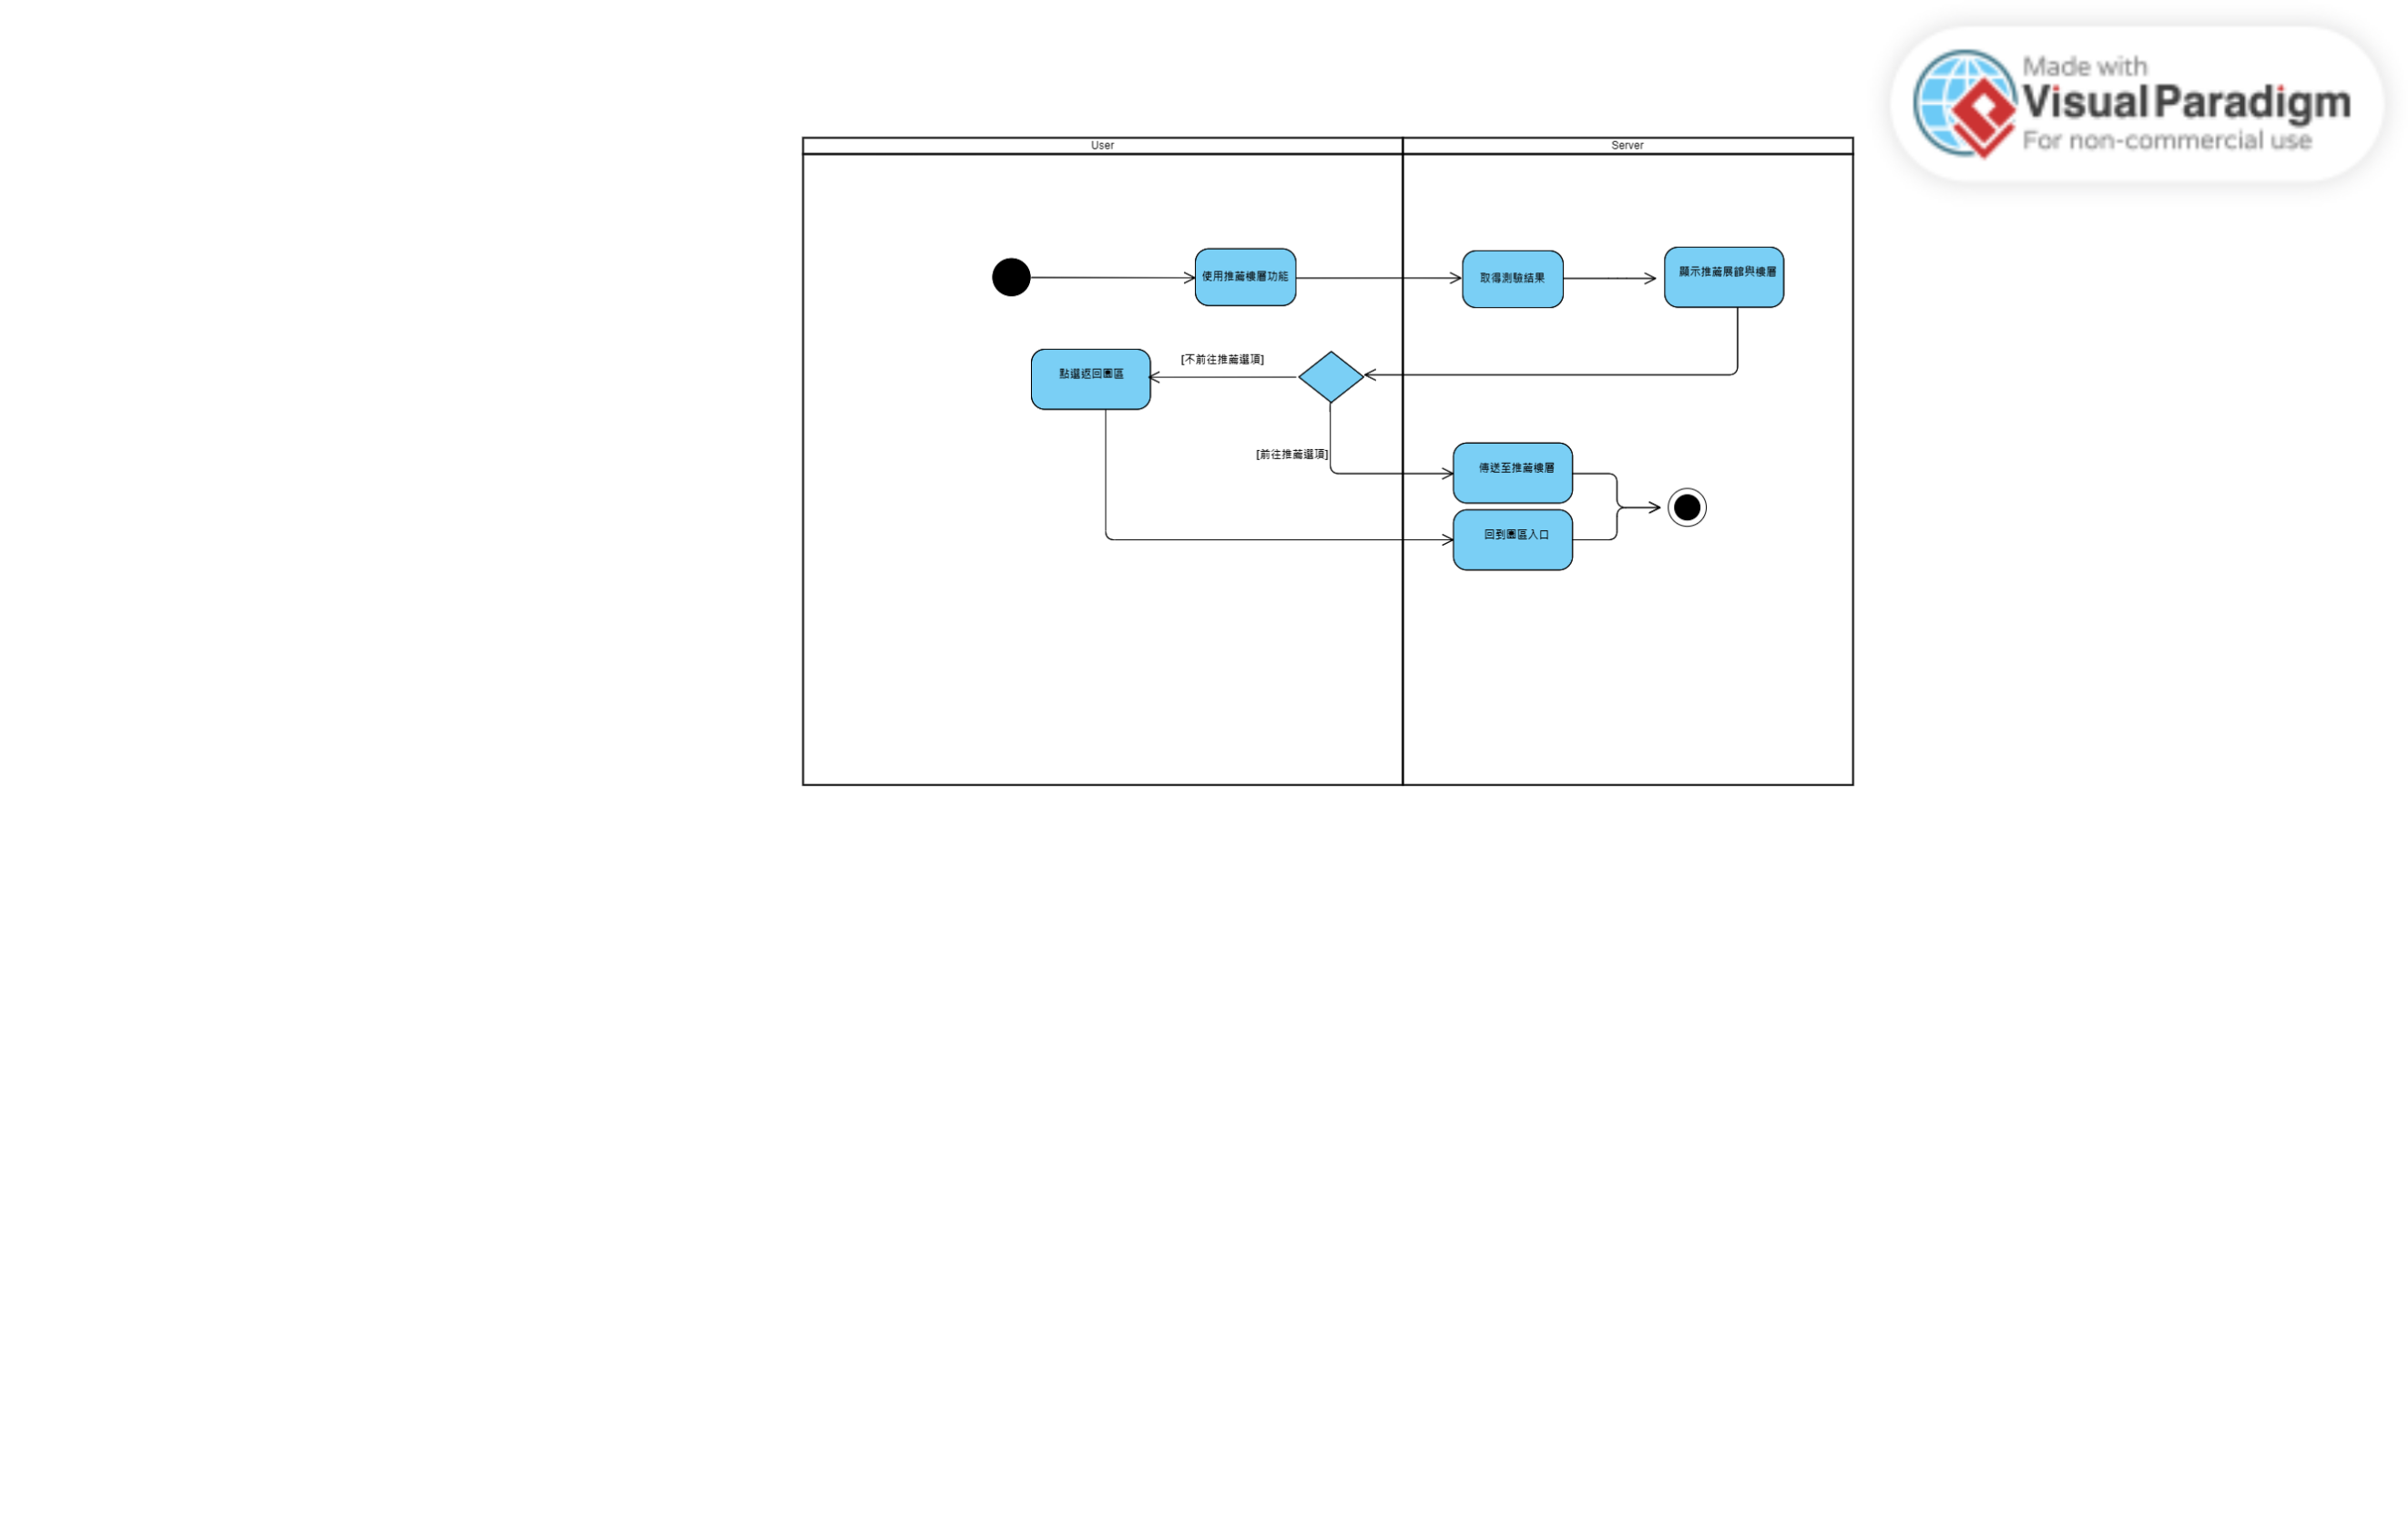 Made with
Visual Paradigm
For non-commercial use
User
Server
使用推薦樓層功能
取得測驗結果
顯示推薦展館與樓層
點選返回園區
[不前往推薦選項]
[前往推薦選項]
傳送至推薦樓層
回到園區入口